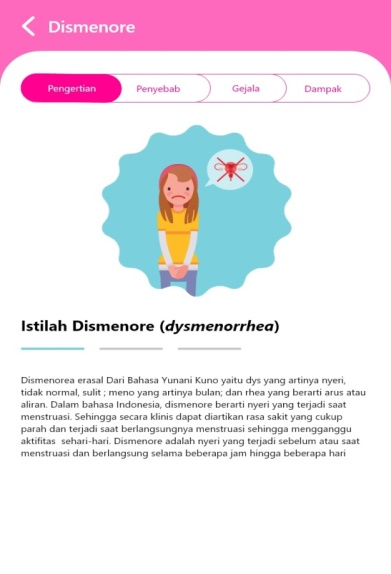 Dismenore
Pengertian Penyebab Gejala Dampak
Istilah Dismenore (dysmenorrhea)
Dismenorea erasal Dari Bahasa Yunani Kuno yaitu dys yang artinya nyeri,
tidak normal, sulit ; meno yang artinya bulan; dan rhea yang berarti arus atau
aliran. Dalam bahasa Indonesia, dismenore berarti nyeri yang terjadi saat
menstruasi. Sehingga secara klinis dapat diartikan rasa sakit yang cukup
parah dan terjadi saat berlangsungnya menstruasi sehingga mengganggu
aktifitas sehari-hari. Dismenore adalah nyeri yang terjadi sebelum atau saat
menstruasi dan berlangsung selama beberapa jam hingga beberapa hari